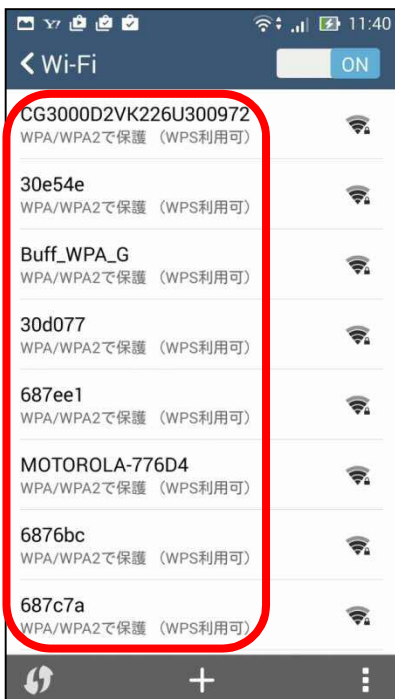 Y! 11:40
Wi-Fi ON
CG3000D2VK226U300972
WPA/WPA2で保護 （WPS利用可）
30e54e
WPA/WPA2で保護 （WPS利用可）
Buff_WPA_G
WPA/WPA2で保護 （WPS利用可）
30d077
WPA/WPA2で保護 （WPS利用可）
687ee1
WPA/WPA2で保護 （WPS利用可）
MOTOROLA-776D4
WPA/WPA2で保護 （WPS利用可）
6876bc
WPA/WPA2で保護 （WPS利用可）
687c7a
WPA/WPA2で保護 （WPS利用可）